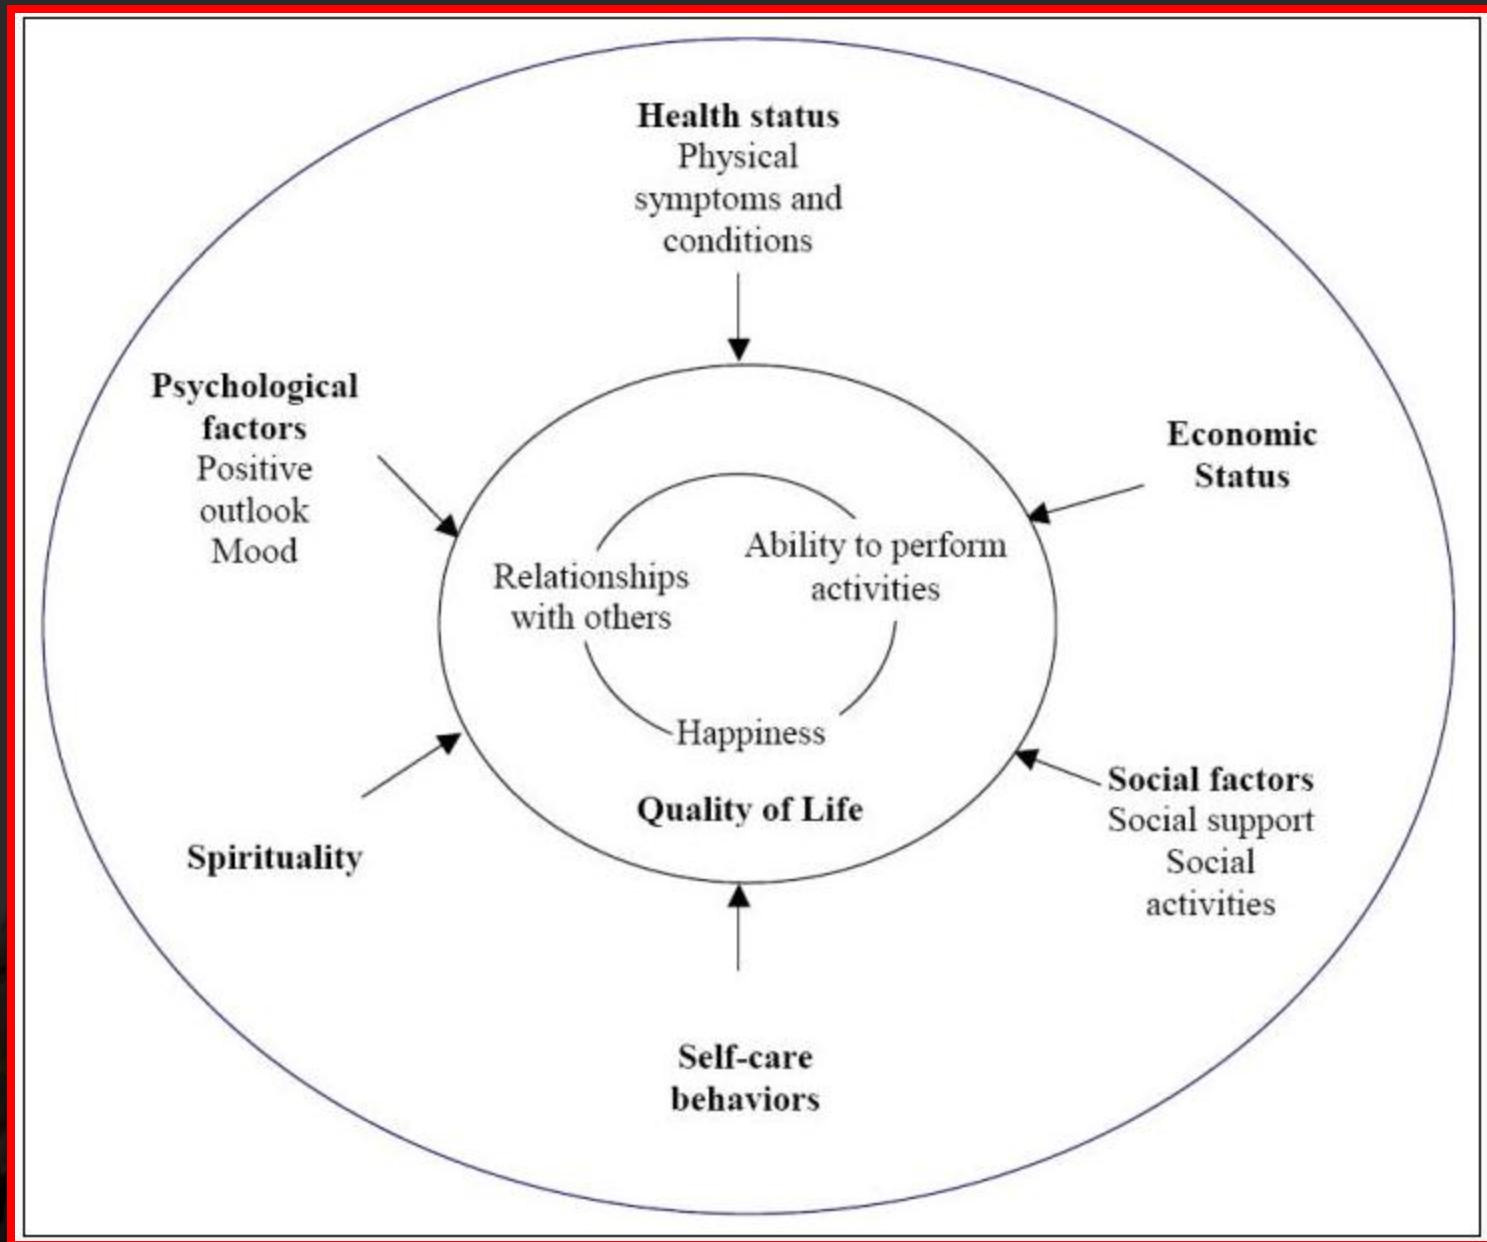 Health status
Physical
symptoms and
conditions
Psychological
factors
Positive
outlook
Mood
Economic
Status
Relationships
with others
Ability to perform
activities
Happiness
Quality of Life
Spirituality
Social factors
Social support
Social
activities
Self-care
behaviors